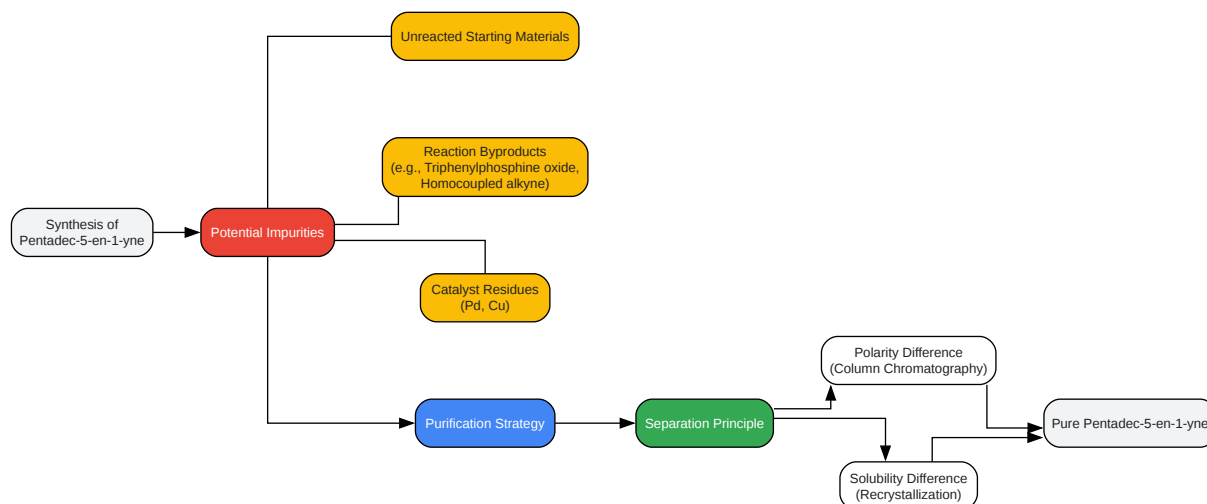 Unreacted Starting Materials
Reaction Byproducts
(e.g., Triphenylphosphine oxide,
Homocoupled alkyne)
Synthesis of
Pentadec-5-en-1-yne
Potential Impurities
Catalyst Residues
(Pd, Cu)
Polarity Difference
(Column Chromatography)
Purification Strategy
Separation Principle
Pure Pentadec-5-en-1-yne
Solubility Difference
(Recrystallization)